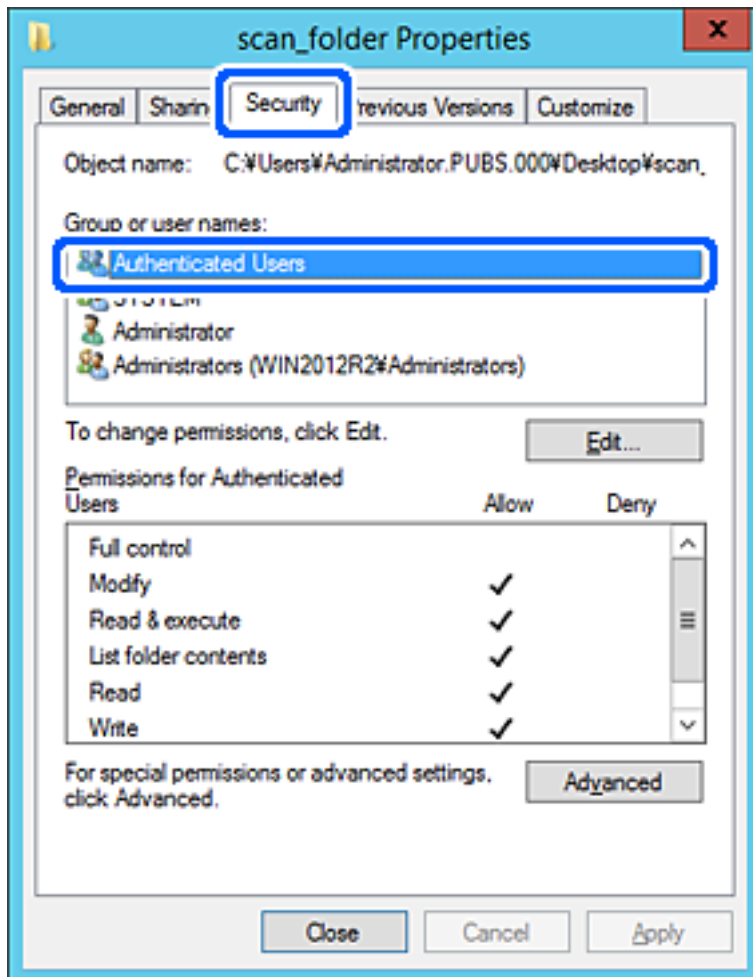 scan_folder Properties
General Sharin Security revious Versions Customize
Object name: C:¥Users¥Administrator.PUBS.000¥Desktop¥scan_
Group or user names:
Authenticated Users
SYSTEM
Administrator
Administrators (WIN2012R2¥Administrators)
To change permissions, click Edit.
Edit...
Permissions for Authenticated
Users Allow Deny
Full control
Modify
Read & execute
List folder contents
Read
Write
For special permissions or advanced settings,
click Advanced.
Advanced
Close Cancel Apply